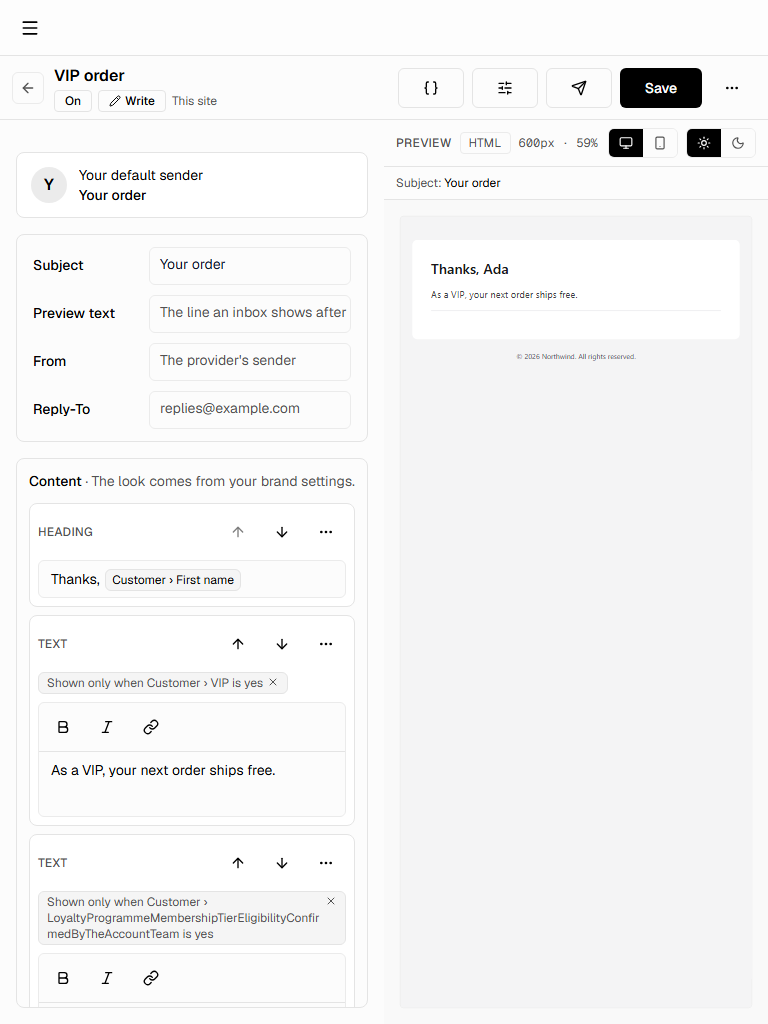 VIP order
On
Write
This site
Save
PREVIEW
HTML
600px · 59%
Subject: Your order
Y
Your default sender
Your order
Subject
Your order
Preview text
The line an inbox shows after
From
The provider's sender
Reply-To
replies@example.com
Content · The look comes from your brand settings.
HEADING
Thanks, Customer › First name
TEXT
Shown only when Customer › VIP is yes
B I
As a VIP, your next order ships free.
TEXT
Shown only when Customer ›
LoyaltyProgrammeMembershipTierEligibilityConfir
medByTheAccountTeam is yes
B I
Thanks, Ada
As a VIP, your next order ships free.
© 2026 Northwind. All rights reserved.